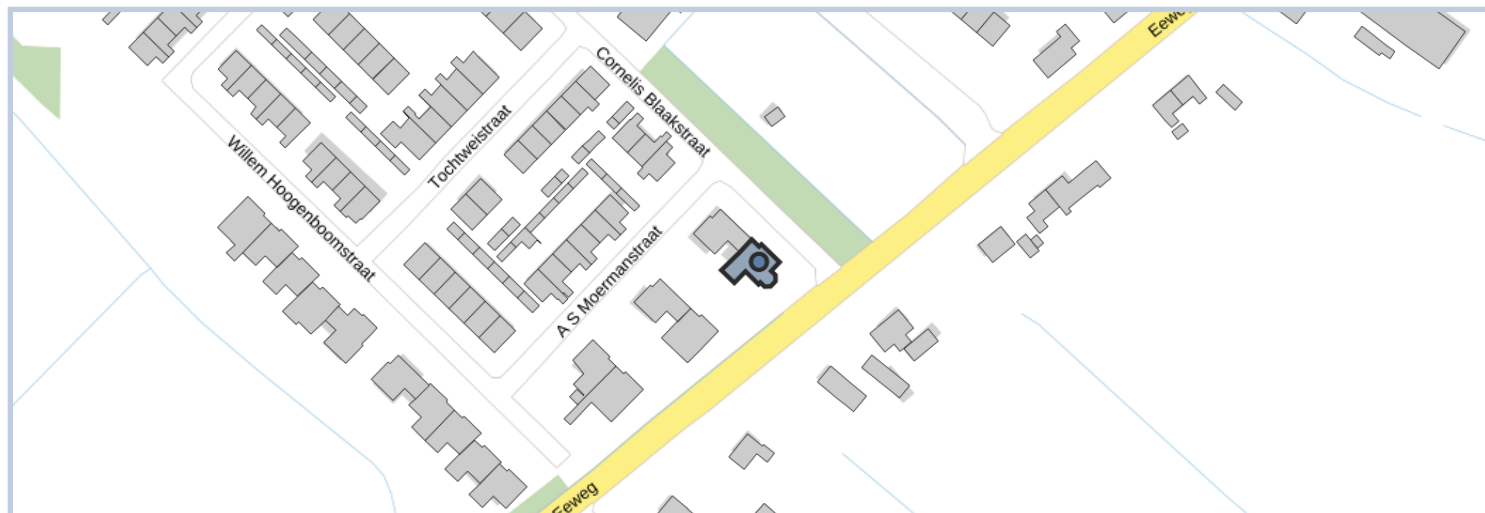 Eeweg
Cornelis Blaakstraat
Tochtweistraat
Willem Hoogenboomstraat
A S Moermanstraat
Eeweg